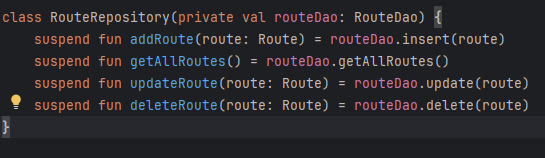 class RouteRepository(private val routeDao: RouteDao) {
    suspend fun addRoute(route: Route) = routeDao.insert(route)
    suspend fun getAllRoutes() = routeDao.getAllRoutes()
    suspend fun updateRoute(route: Route) = routeDao.update(route)
    suspend fun deleteRoute(route: Route) = routeDao.delete(route)
}